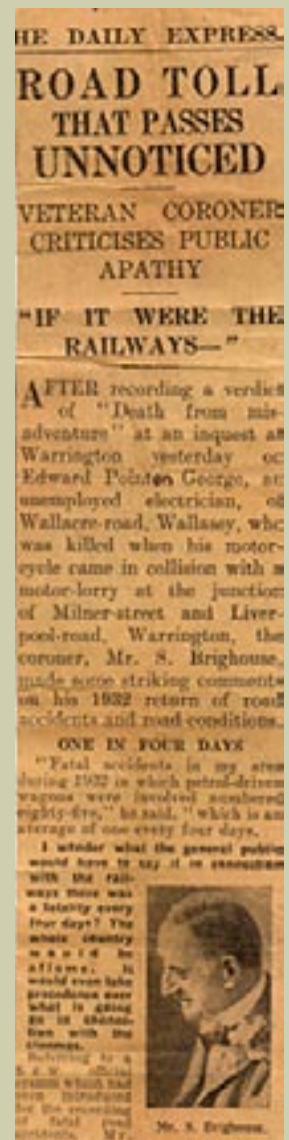 HE DAILY EXPRESS.
ROAD TOLL
THAT PASSES
UNNOTICED
VETERAN CORONER
CRITICISES PUBLIC
APATHY
"IF IT WERE THE
RAILWAYS—"
AFTER recording a verdict
of "Death from mis-
adventure" at an inquest at
Warrington yesterday on
Edward Pointon George, an
unemployed electrician, of
Wallacre-road, Wallasey, who
was killed when his motor-
cycle came in collision with a
motor-lorry at the junction
of Milner-street and Liver-
pool-road, Warrington, the
coroner, Mr. S. Brighouse,
made some striking comments
on his 1932 return of road
accidents and road conditions.
ONE IN FOUR DAYS
"Fatal accidents in my area
during 1932 in which petrol-driven
wagons were involved numbered
eighty-five," he said, "which is an
average of one every four days.
I wonder what the general public
would have to say if in connection
with the rail-
ways there was
a fatality every
four days? The
whole country
would be
aflame. It
would even take
precedence over
what is going
on in
with the
cinemas.
Referring to a
new official
which had
been introduced
for the recording
of fatal road
accidents, Mr.
Mr. S. Brighouse.